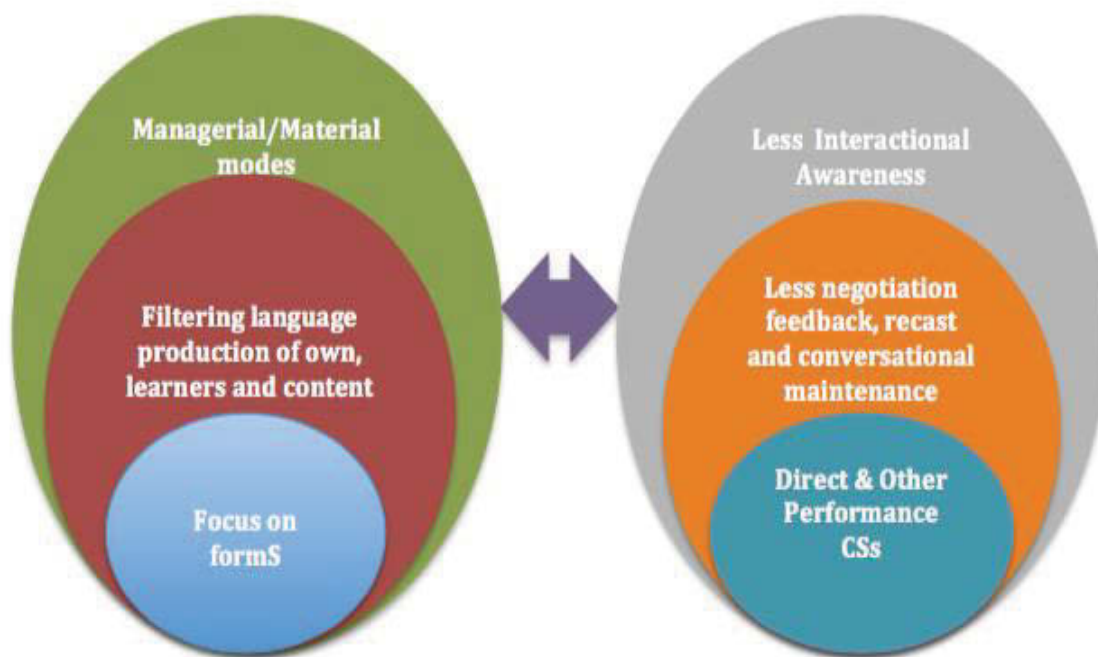 Managerial/Material
modes
Filtering language
production of own,
learners and content
Focus on
formS
Less Interactional
Awareness
Less negotiation
feedback, recast
and conversational
maintenance
Direct & Other
Performance
CSs